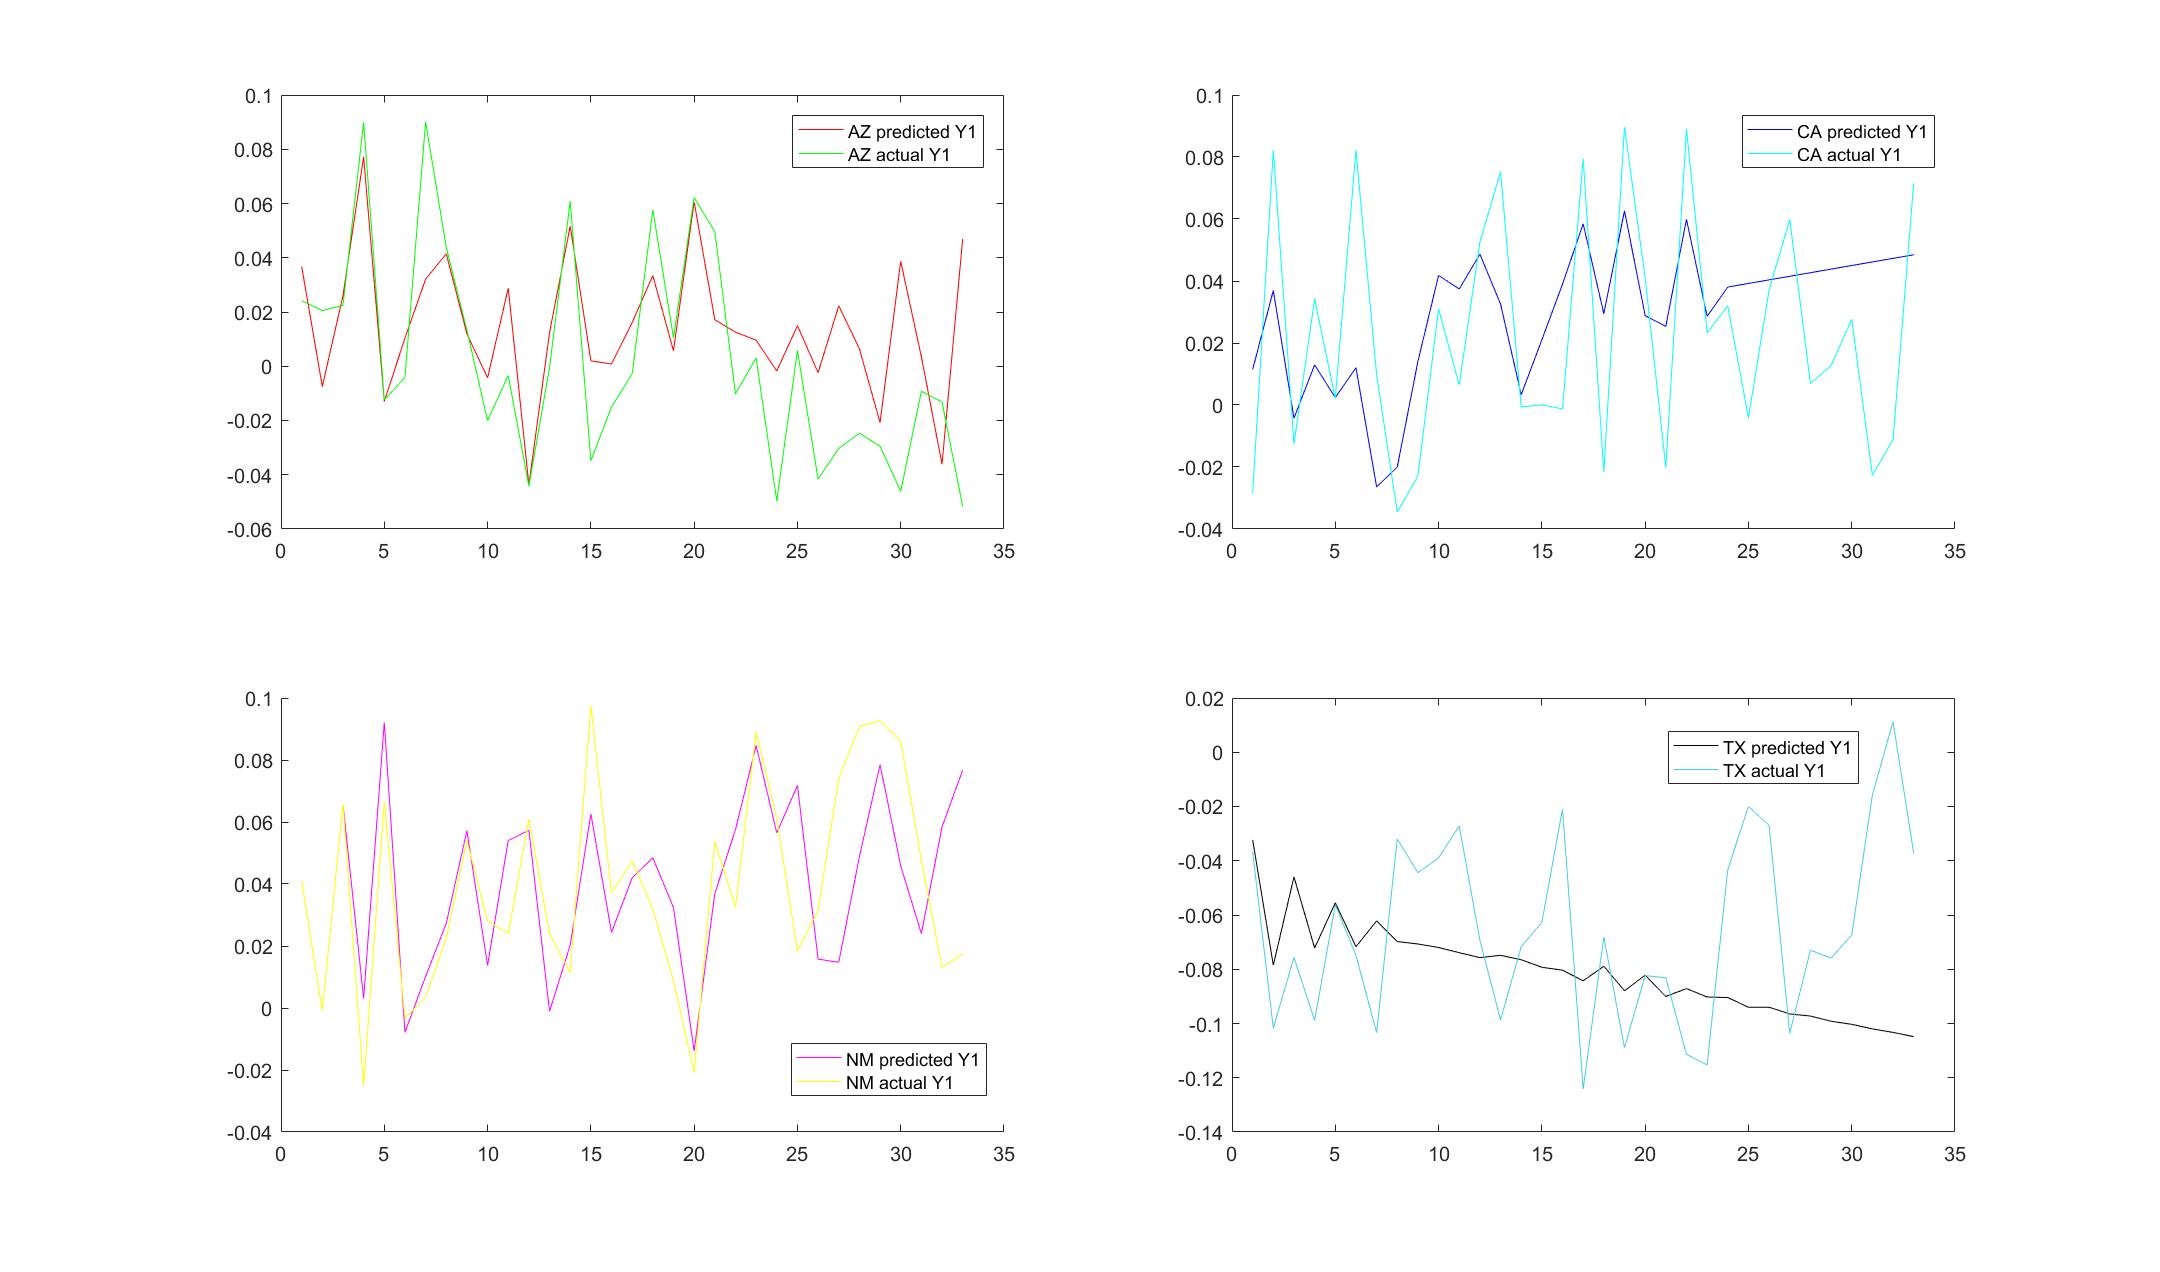 0.1
0.08
0.06
0.04
0.02
0
-0.02
-0.04
-0.06
0 5 10 15 20 25 30 35
AZ predicted Y1
AZ actual Y1
0.1
0.08
0.06
0.04
0.02
0
-0.02
-0.04
0 5 10 15 20 25 30 35
CA predicted Y1
CA actual Y1
0.1
0.08
0.06
0.04
0.02
0
-0.02
-0.04
0 5 10 15 20 25 30 35
NM predicted Y1
NM actual Y1
0.02
0
-0.02
-0.04
-0.06
-0.08
-0.1
-0.12
-0.14
0 5 10 15 20 25 30 35
TX predicted Y1
TX actual Y1